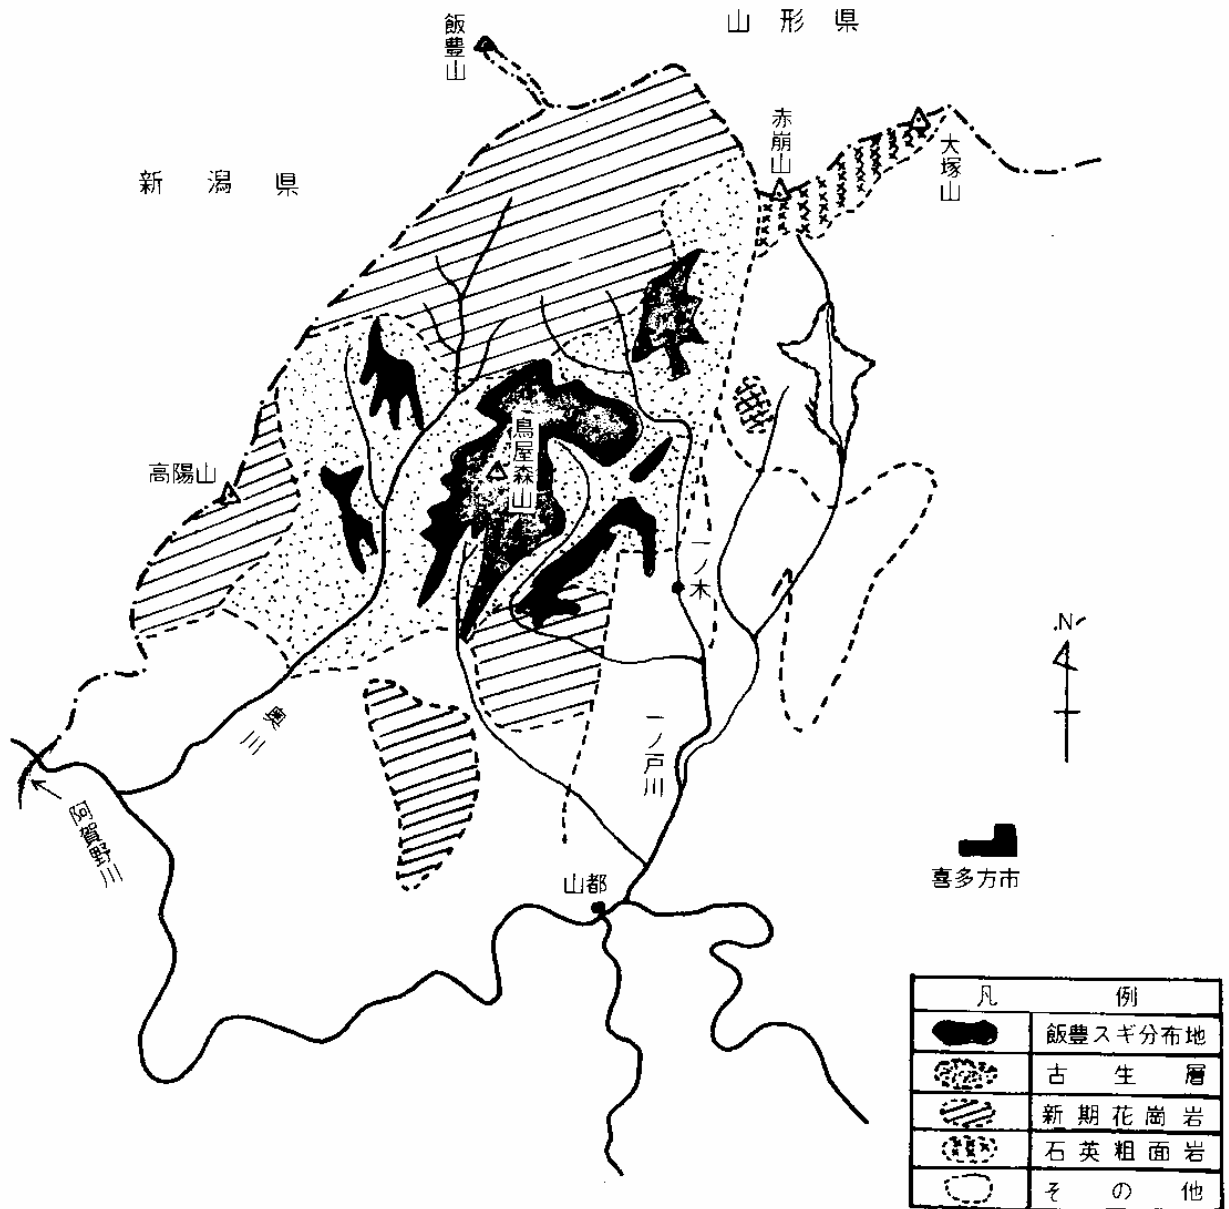 山形県
飯豊山
赤崩山
大塚山
新潟県
鳥屋森山
高陽山
一ノ木
N
奥川
一ノ戸川
阿賀野川
喜多方市
山都
凡例
飯豊スギ分布地
古生層
新期花崗岩
石英粗面岩
その他